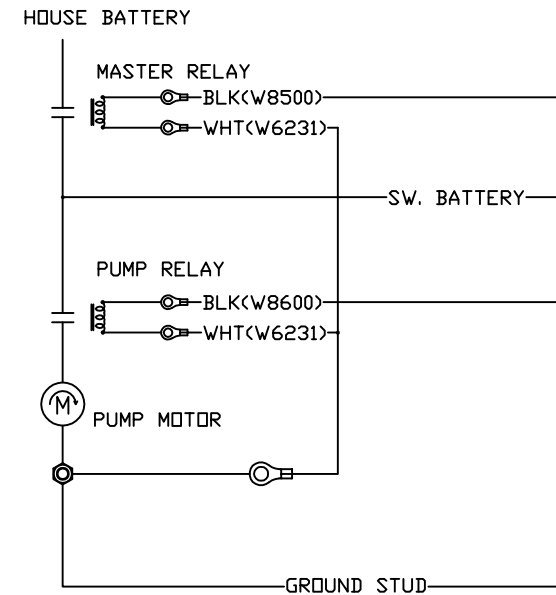 HOUSE BATTERY
MASTER RELAY
BLK(W8500)
WHT(W6231)
SW. BATTERY
PUMP RELAY
BLK(W8600)
WHT(W6231)
M
PUMP MOTOR
GROUND STUD